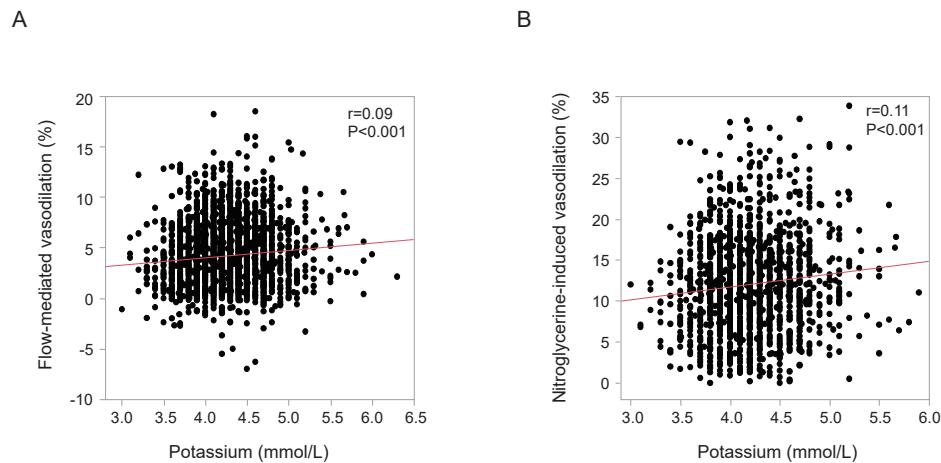 A
B
Flow-mediated vasodilation (%)
20
15
10
5
0
-5
-10
r=0.09
P<0.001
3.0 3.5 4.0 4.5 5.0 5.5 6.0 6.5
Potassium (mmol/L)
Nitroglycerine-induced vasodilation (%)
35
30
25
20
15
10
5
0
r=0.11
P<0.001
3.0 3.5 4.0 4.5 5.0 5.5 6.0
Potassium (mmol/L)